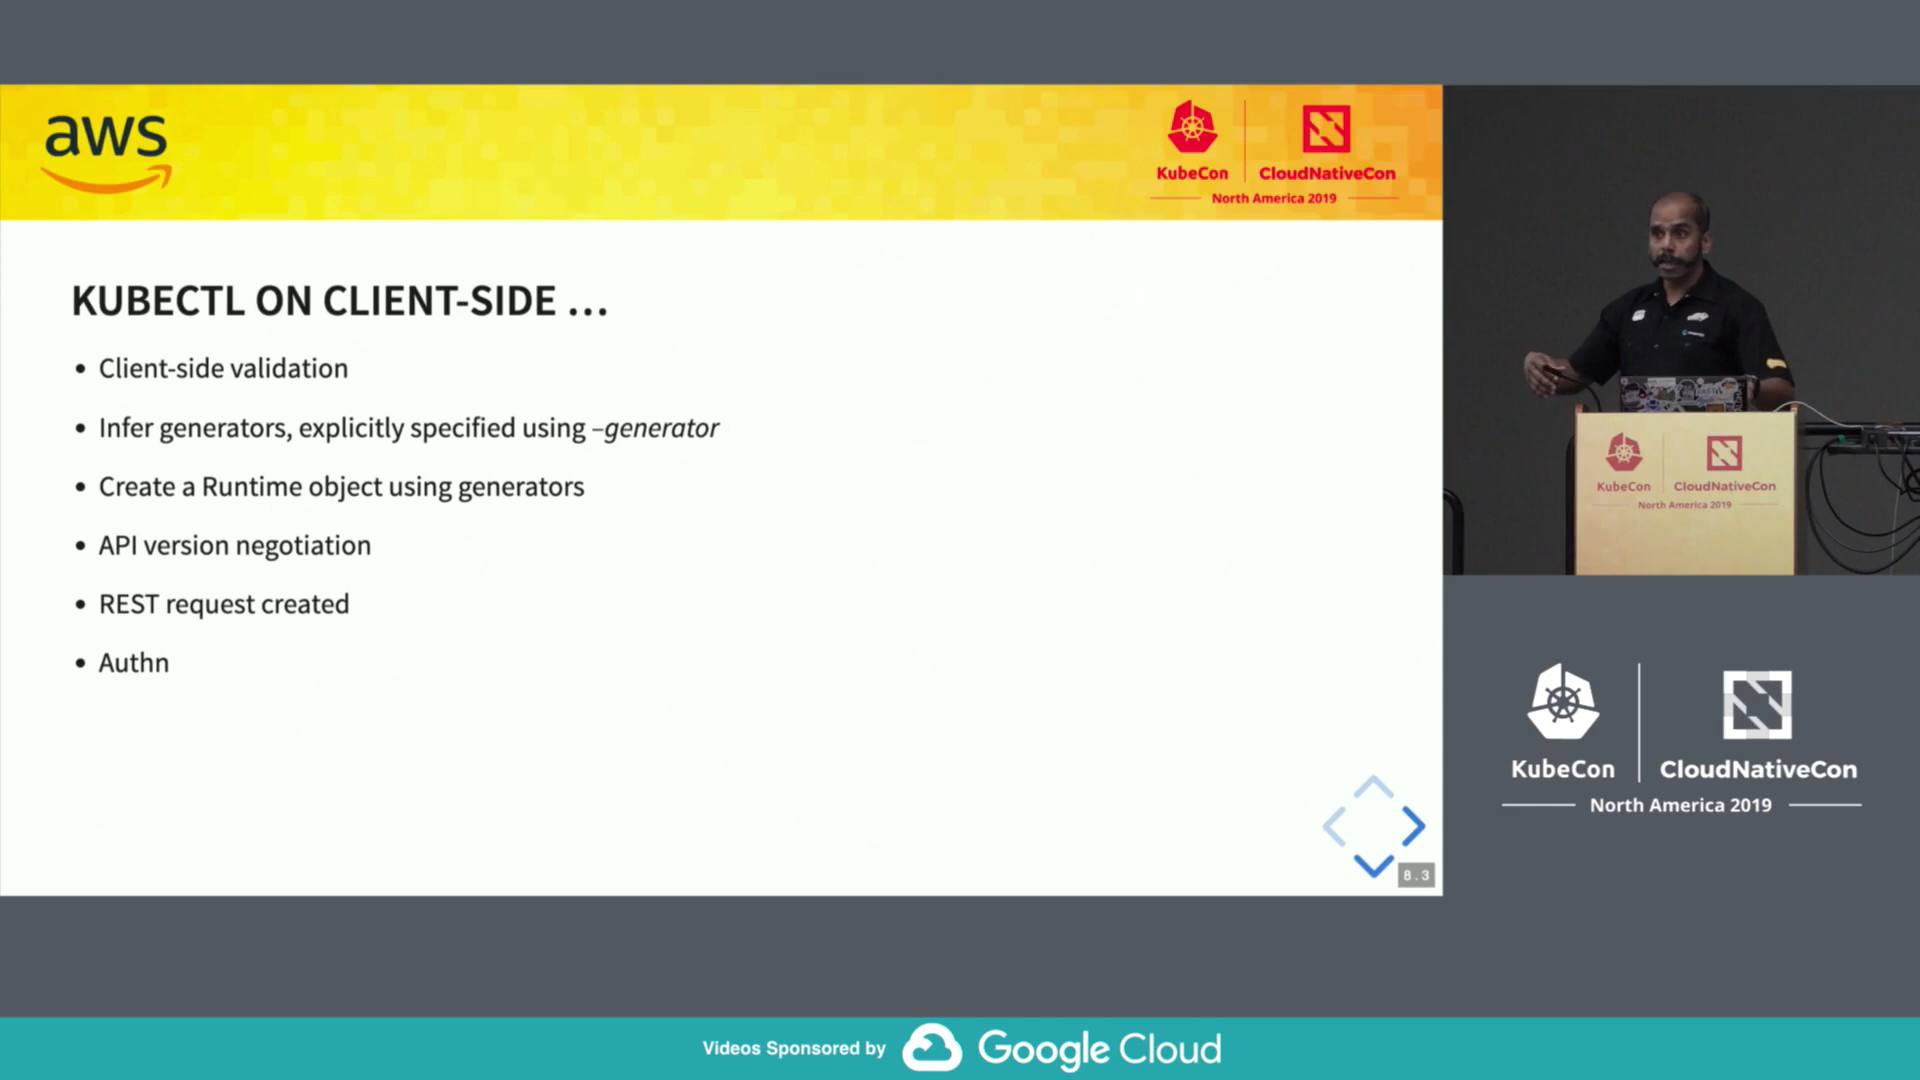 aws
KubeCon
CloudNativeCon
North America 2019
KUBECTL ON CLIENT-SIDE ...
• Client-side validation
• Infer generators, explicitly specified using –generator
• Create a Runtime object using generators
• API version negotiation
• REST request created
• Authn
8.3
KubeCon
CloudNativeCon
North America 2019
KubeCon
CloudNativeCon
North America 2019
Videos Sponsored by
Google Cloud